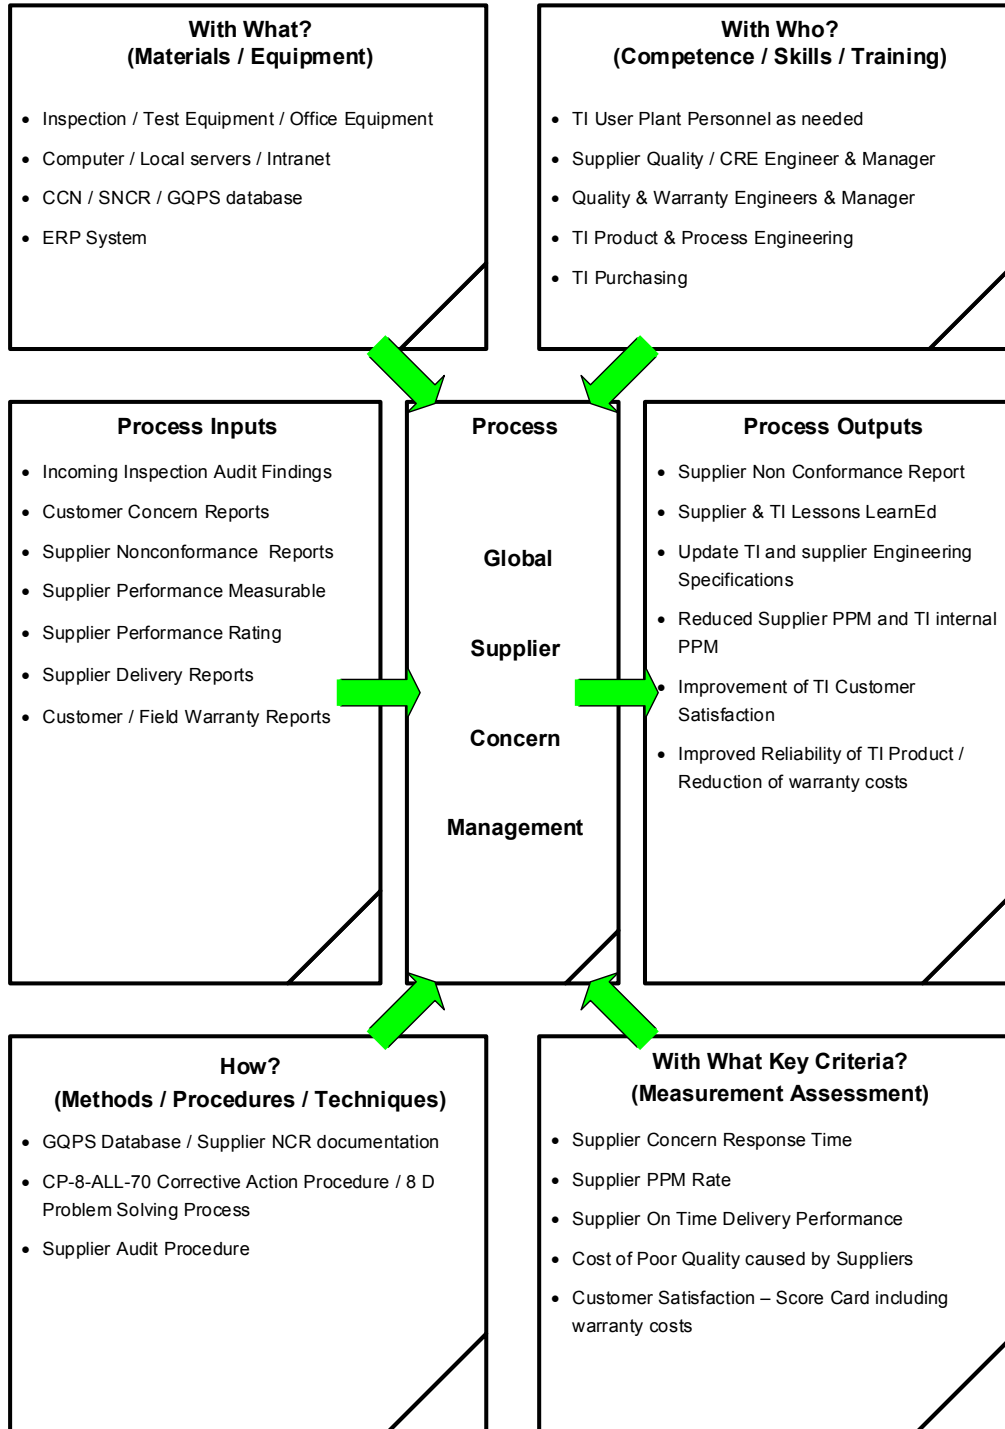 With What?
(Materials / Equipment)
• Inspection / Test Equipment / Office Equipment
• Computer / Local servers / Intranet
• CCN / SNCR / GQPS database
• ERP System
With Who?
(Competence / Skills / Training)
• TI User Plant Personnel as needed
• Supplier Quality / CRE Engineer & Manager
• Quality & Warranty Engineers & Manager
• TI Product & Process Engineering
• TI Purchasing
Process Inputs
• Incoming Inspection Audit Findings
• Customer Concern Reports
• Supplier Nonconformance  Reports
• Supplier Performance Measurable
• Supplier Performance Rating
• Supplier Delivery Reports
• Customer / Field Warranty Reports
Process
Global
Supplier
Concern
Management
Process Outputs
• Supplier Non Conformance Report
• Supplier & TI Lessons LearnEd
• Update TI and supplier Engineering
Specifications
• Reduced Supplier PPM and TI internal
PPM
• Improvement of TI Customer
Satisfaction
• Improved Reliability of TI Product /
Reduction of warranty costs
How?
(Methods / Procedures / Techniques)
• GQPS Database / Supplier NCR documentation
• CP-8-ALL-70 Corrective Action Procedure / 8 D
Problem Solving Process
• Supplier Audit Procedure
With What Key Criteria?
(Measurement Assessment)
• Supplier Concern Response Time
• Supplier PPM Rate
• Supplier On Time Delivery Performance
• Cost of Poor Quality caused by Suppliers
• Customer Satisfaction – Score Card including
warranty costs